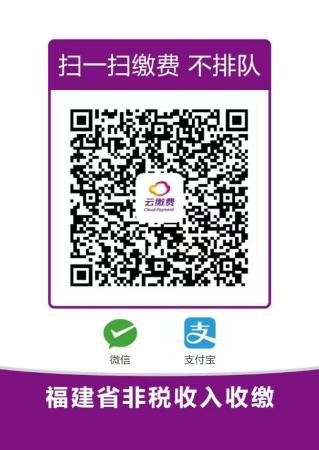 扫一扫缴费 不排队
云缴费
Cloud Payment
微信
支付宝
福建省非税收入收缴